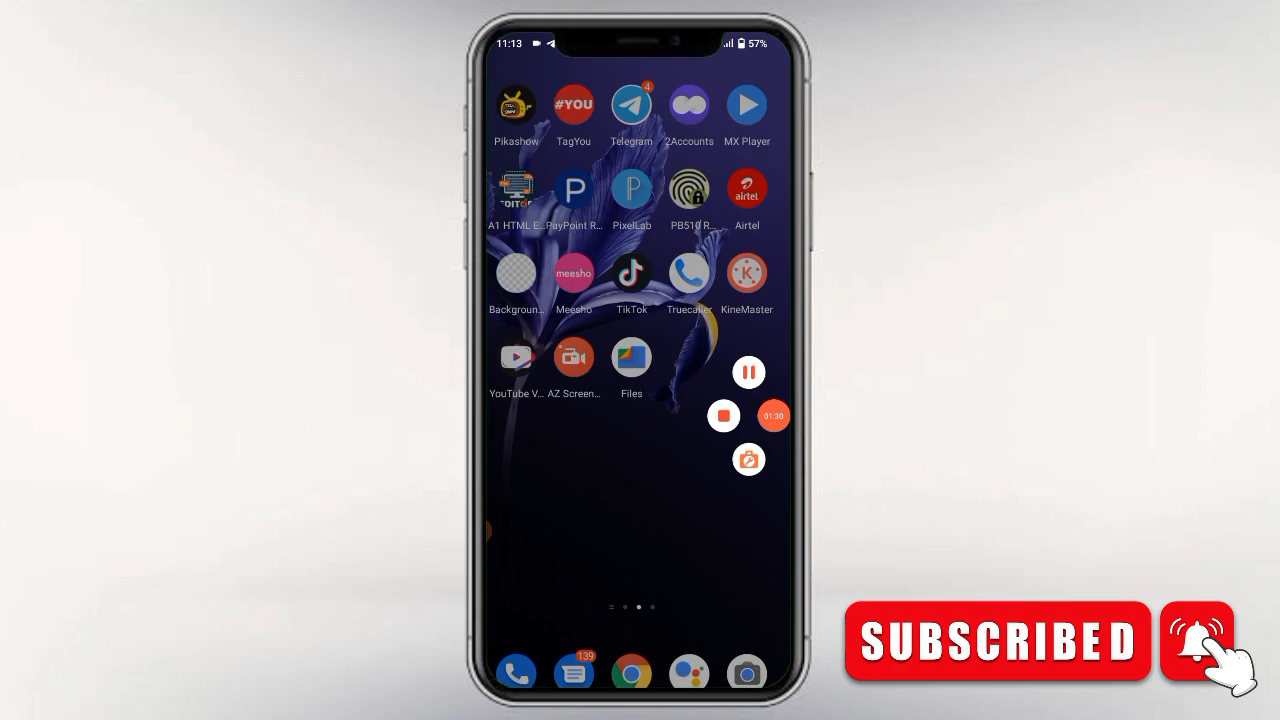 11:13
57%
4
#YOU
Pikashow TagYou Telegram 2Accounts MX Player
EDITOR
airtel
A1 HTML E... PayPoint R... PixelLab PB510 R... Airtel
meesho
K
Backgroun... Meesho TikTok Truecaller KineMaster
YouTube V... AZ Screen... Files
01:30
139
SUBSCRIBED